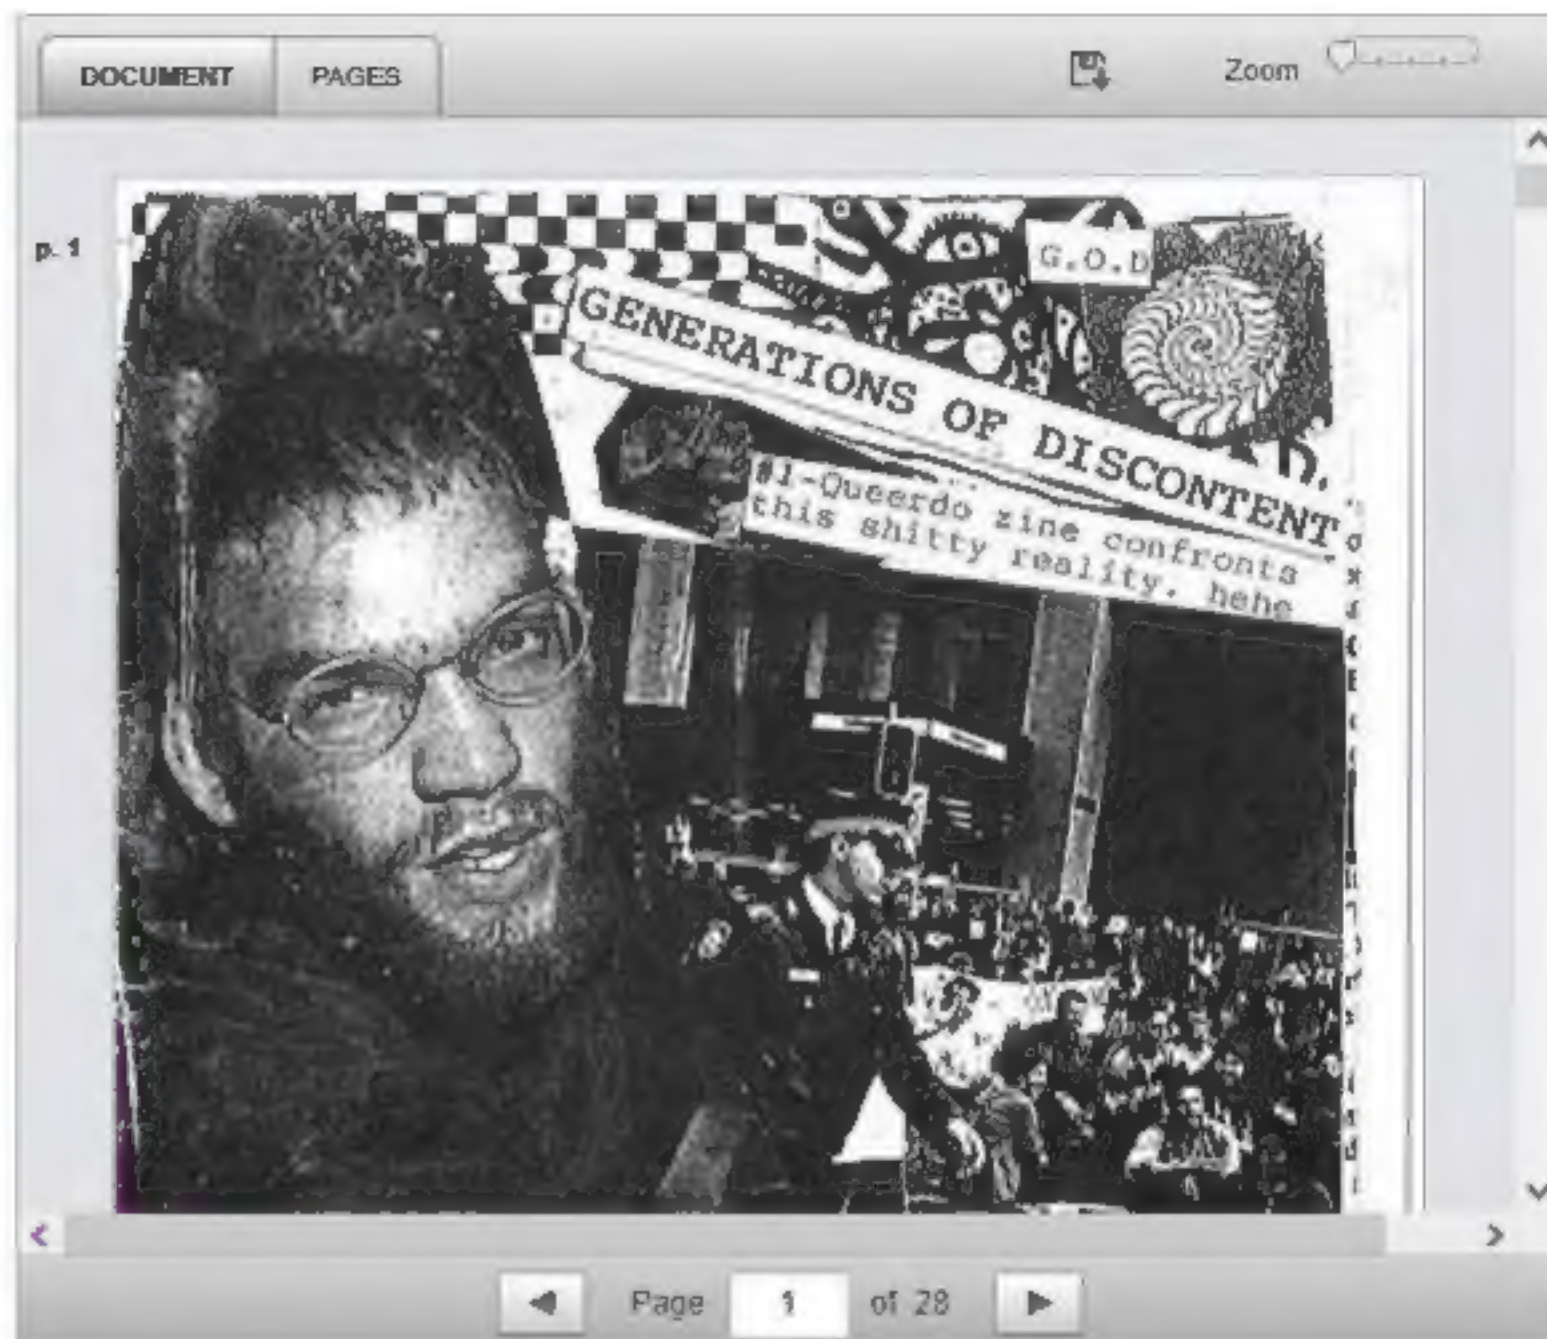 DOCUMENT
PAGES
Zoom
p. 1
G.O.D
GENERATIONS OF DISCONTENT
#1-Queerdo zine confronts
this shitty reality. hehe
Page 1 of 28